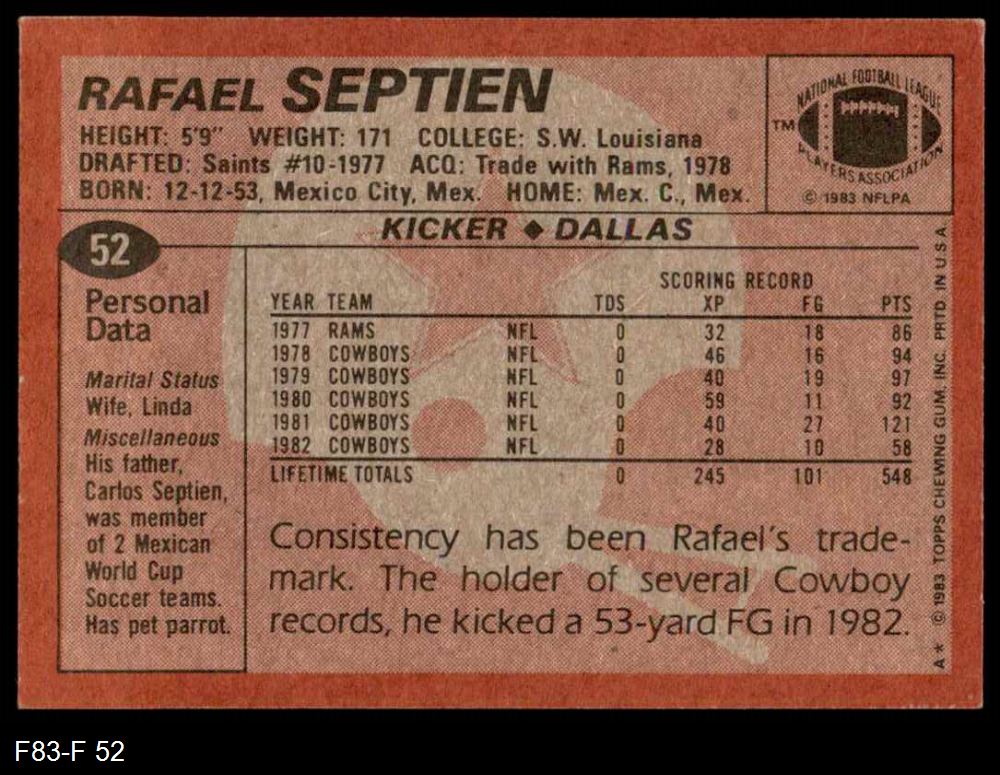 RAFAEL SEPTIEN
HEIGHT: 5'9" WEIGHT: 171 COLLEGE: S.W. Louisiana
DRAFTED: Saints #10-1977 ACQ: Trade with Rams, 1978
BORN: 12-12-53, Mexico City, Mex. HOME: Mex. C., Mex.
NATIONAL FOOTBALL LEAGUE
TM
PLAYERS ASSOCIATION
© 1983 NFLPA
KICKER ◆ DALLAS
52
Personal
Data
Marital Status
Wife, Linda
Miscellaneous
His father,
Carlos Septien,
was member
of 2 Mexican
World Cup
Soccer teams.
Has pet parrot.
SCORING RECORD
YEAR TEAM TDS XP FG PTS
1977 RAMS NFL 0 32 18 86
1978 COWBOYS NFL 0 46 16 94
1979 COWBOYS NFL 0 40 19 97
1980 COWBOYS NFL 0 59 11 92
1981 COWBOYS NFL 0 40 27 121
1982 COWBOYS NFL 0 28 10 58
LIFETIME TOTALS 0 245 101 548
Consistency has been Rafael's trade-
mark. The holder of several Cowboy
records, he kicked a 53-yard FG in 1982.
A* © 1983 TOPPS CHEWING GUM, INC. PRTD. IN U.S.A.
F83-F 52